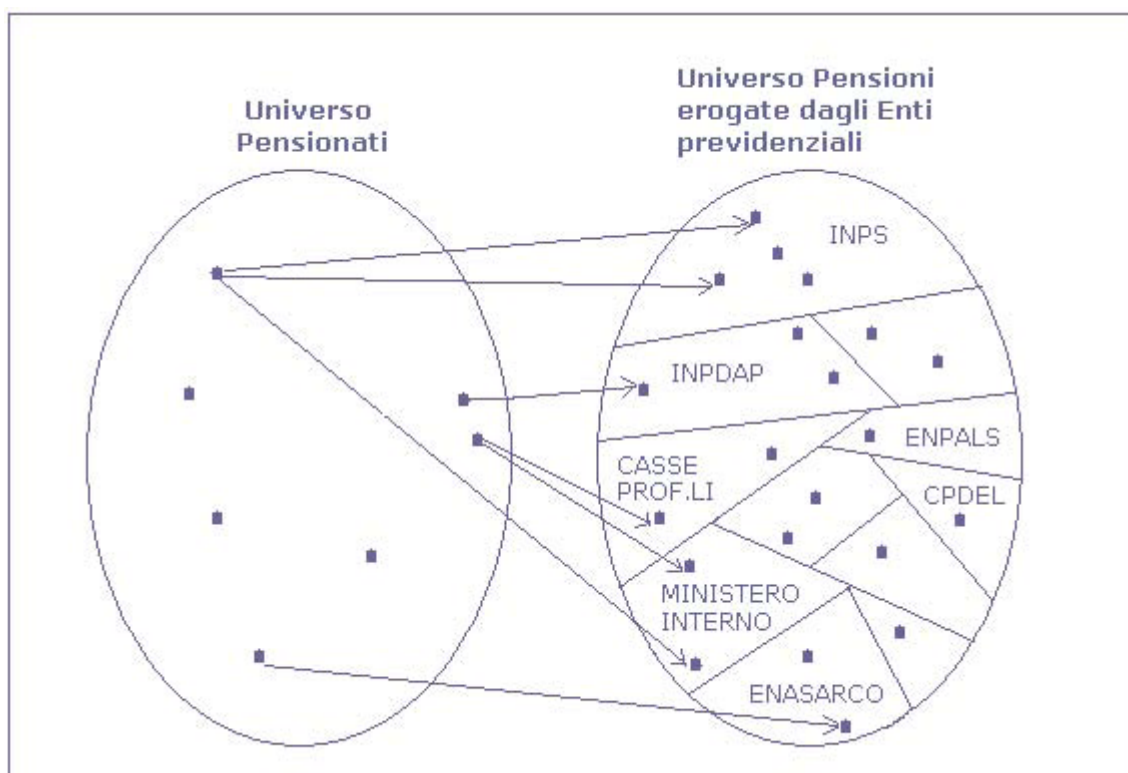 Universo
Pensionati
Universo Pensioni
erogate dagli Enti
previdenziali
INPS
INPDAP
ENPALS
CASSE
PROF.LI
CPDEL
MINISTERO
INTERNO
ENASARCO